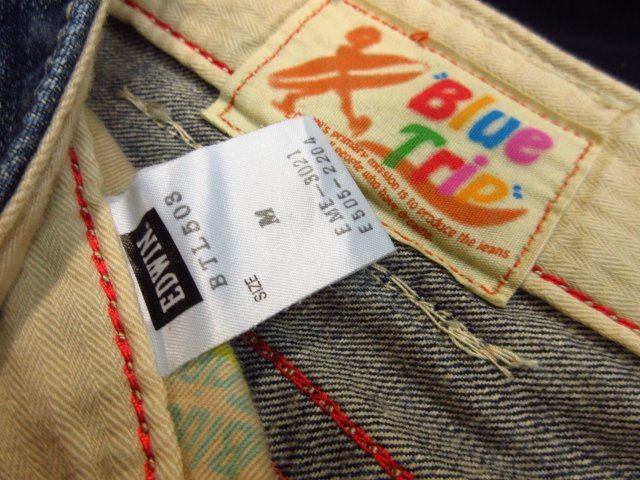 "Blue
Trip"
primary mission is to produce the jeans
people who have
EDWIN.
BTL503
SIZE M
EME-3021
E505-2204